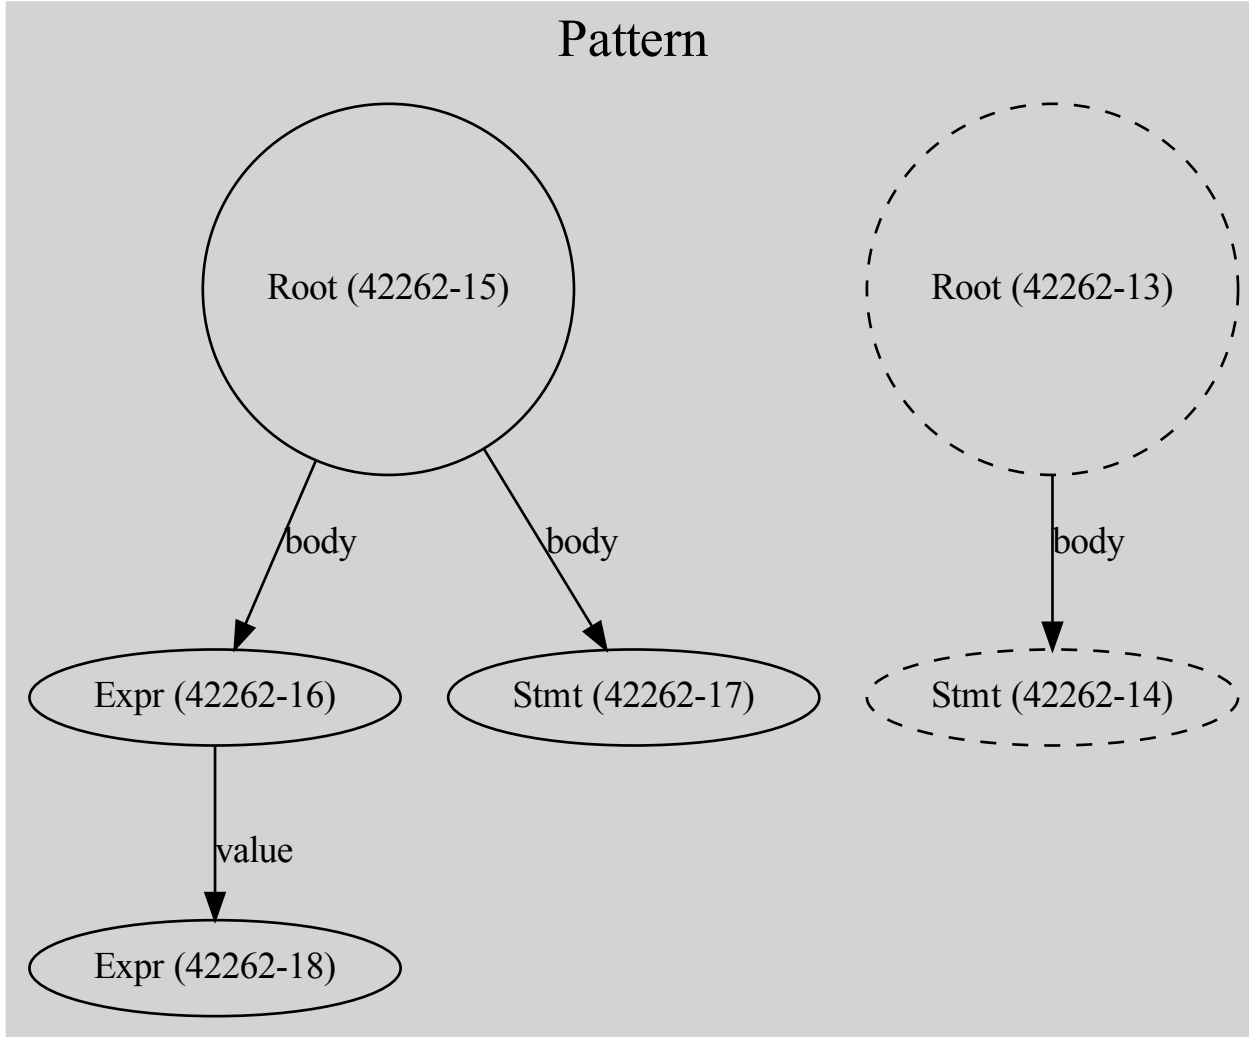 Pattern
Root (42262-15)
Root (42262-13)
body
body
body
Expr (42262-16)
Stmt (42262-17)
Stmt (42262-14)
value
Expr (42262-18)